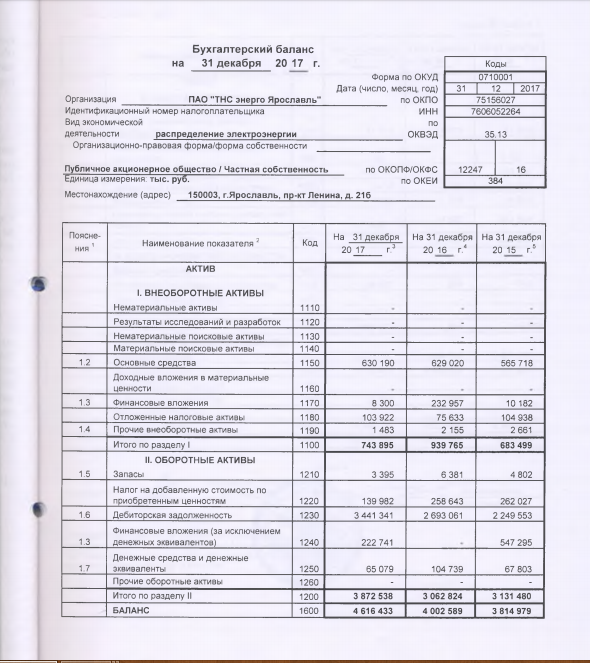 Бухгалтерский баланс
на 31 декабря 20 17 г.
Коды
Форма по ОКУД 0710001
Дата (число, месяц, год) 31 12 2017
Организация ПАО "ТНС энерго Ярославль" по ОКПО 75156027
Идентификационный номер налогоплательщика ИНН 7606052264
Вид экономической по
деятельности распределение электроэнергии ОКВЭД 35.13
Организационно-правовая форма/форма собственности
Публичное акционерное общество / Частная собственность по ОКОПФ/ОКФС 12247 16
Единица измерения: тыс. руб. по ОКЕИ 384
Местонахождение (адрес) 150003, г.Ярославль, пр-кт Ленина, д. 21б
Поясне- На 31 декабря На 31 декабря На 31 декабря
ния 1 Наименование показателя 2 Код 20 17 г.3 20 16 г.4 20 15 г.5
АКТИВ
I. ВНЕОБОРОТНЫЕ АКТИВЫ
Нематериальные активы 1110 - - -
Результаты исследований и разработок 1120 - - -
Нематериальные поисковые активы 1130 - - -
Материальные поисковые активы 1140 - - -
1.2 Основные средства 1150 630 190 629 020 565 718
Доходные вложения в материальные
ценности 1160 - - -
1.3 Финансовые вложения 1170 8 300 232 957 10 182
Отложенные налоговые активы 1180 103 922 75 633 104 938
1.4 Прочие внеоборотные активы 1190 1 483 2 155 2 661
Итого по разделу I 1100 743 895 939 765 683 499
II. ОБОРОТНЫЕ АКТИВЫ
1.5 Запасы 1210 3 395 6 381 4 802
Налог на добавленную стоимость по
приобретенным ценностям 1220 139 982 258 643 262 027
1.6 Дебиторская задолженность 1230 3 441 341 2 693 061 2 249 553
Финансовые вложения (за исключением
1.3 денежных эквивалентов) 1240 222 741 - 547 295
Денежные средства и денежные
1.7 эквиваленты 1250 65 079 104 739 67 803
Прочие оборотные активы 1260 - - -
Итого по разделу II 1200 3 872 538 3 062 824 3 131 480
БАЛАНС 1600 4 616 433 4 002 589 3 814 979